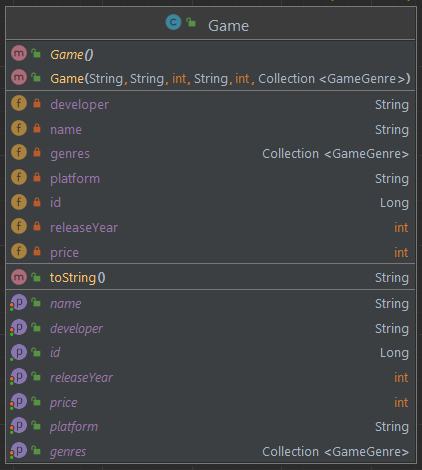 Game
Game()
Game(String, String, int, String, int, Collection <GameGenre>)
developer String
name String
genres Collection <GameGenre>
platform String
id Long
releaseYear int
price int
toString() String
name String
developer String
id Long
releaseYear int
price int
platform String
genres Collection <GameGenre>